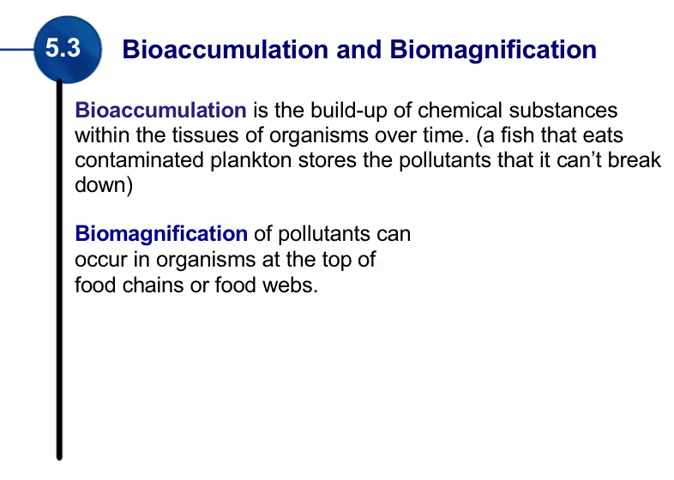 5.3
Bioaccumulation and Biomagnification
Bioaccumulation is the build-up of chemical substances
within the tissues of organisms over time. (a fish that eats
contaminated plankton stores the pollutants that it can't break
down)
Biomagnification of pollutants can
occur in organisms at the top of
food chains or food webs.